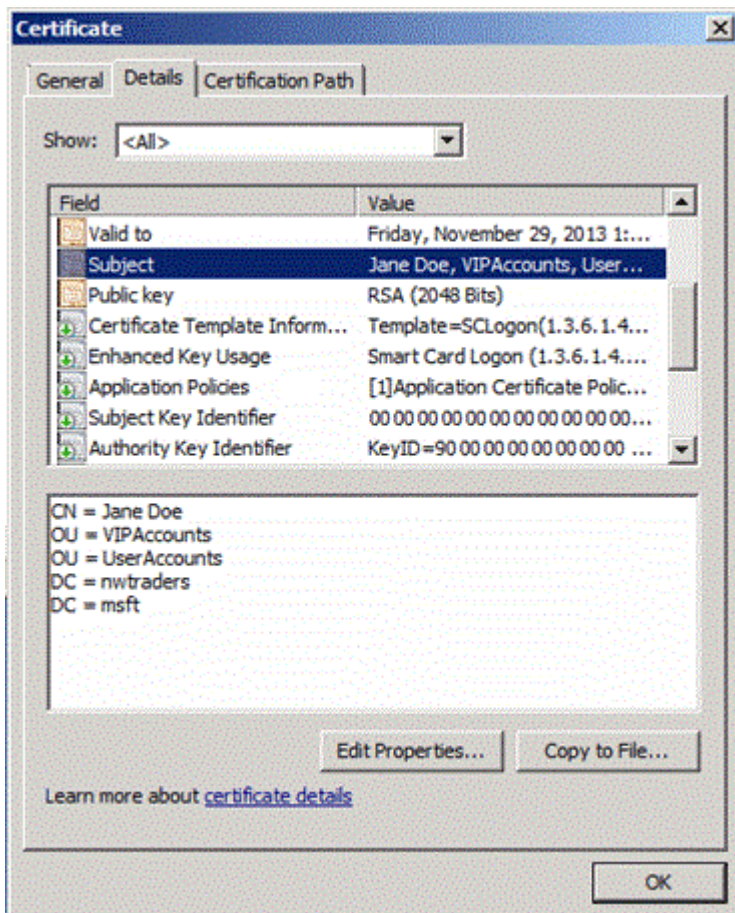 Certificate
General Details Certification Path
Show: <All>
Field Value
Valid to Friday, November 29, 2013 1:...
Subject Jane Doe, VIPAccounts, User...
Public key RSA (2048 Bits)
Certificate Template Inform... Template=SCLogon(1.3.6.1.4...
Enhanced Key Usage Smart Card Logon (1.3.6.1.4....
Application Policies [1]Application Certificate Polic...
Subject Key Identifier 00 00 00 00 00 00 00 00 00 00 00...
Authority Key Identifier KeyID=90 00 00 00 00 00 00 00 ...
CN = Jane Doe
OU = VIPAccounts
OU = UserAccounts
DC = nwtraders
DC = msft
Edit Properties... Copy to File...
Learn more about certificate details
OK